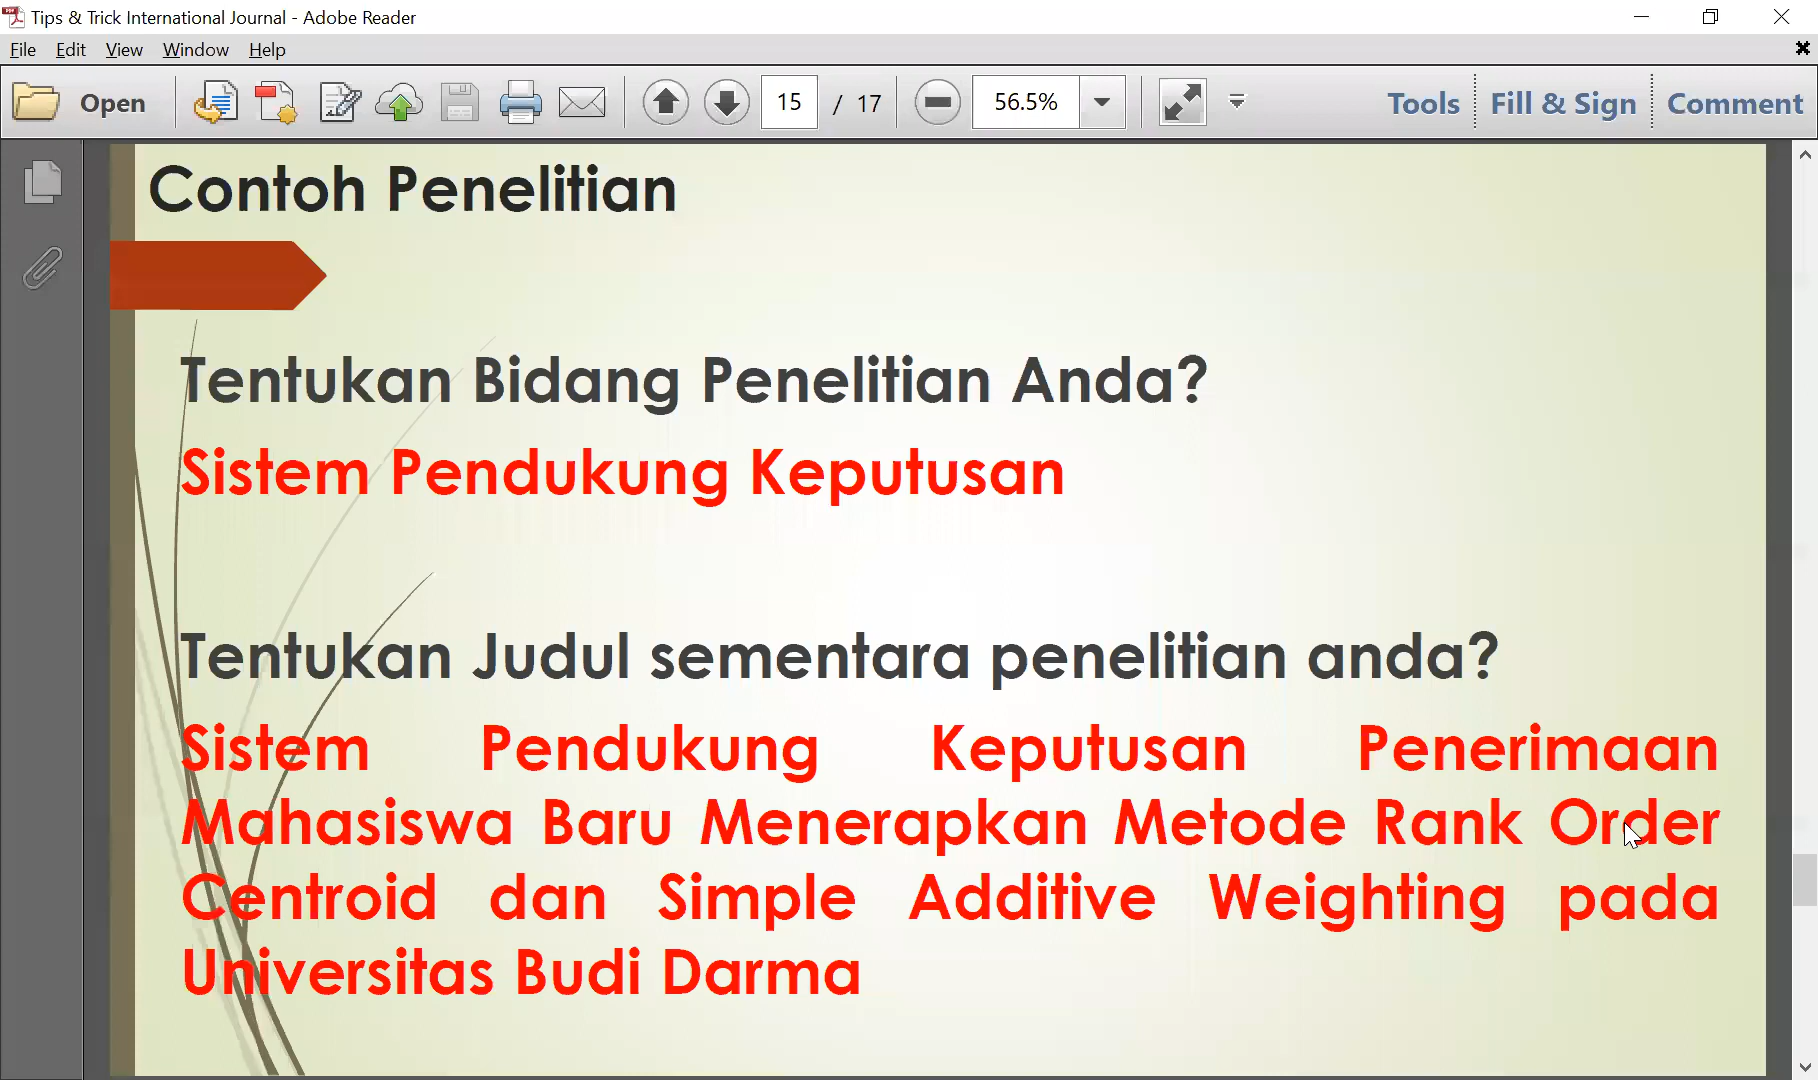 Tips & Trick International Journal - Adobe Reader
File Edit View Window Help
Open 15 / 17 56.5% Tools Fill & Sign Comment
Contoh Penelitian
Tentukan Bidang Penelitian Anda?
Sistem Pendukung Keputusan
Tentukan Judul sementara penelitian anda?
Sistem Pendukung Keputusan Penerimaan
Mahasiswa Baru Menerapkan Metode Rank Order
Centroid dan Simple Additive Weighting pada
Universitas Budi Darma